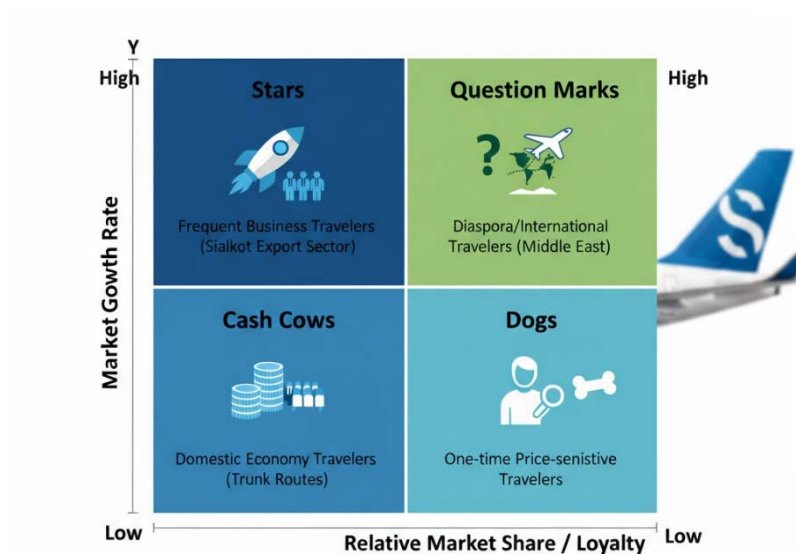 Y
High
High
Stars
Question Marks
?
Frequent Business Travelers
(Sialkot Export Sector)
Diaspora/International
Travelers (Middle East)
Market Gowth Rate
Cash Cows
Dogs
Domestic Economy Travelers
(Trunk Routes)
One-time Price-senistive
Travelers
Low
Relative Market Share / Loyalty
Low